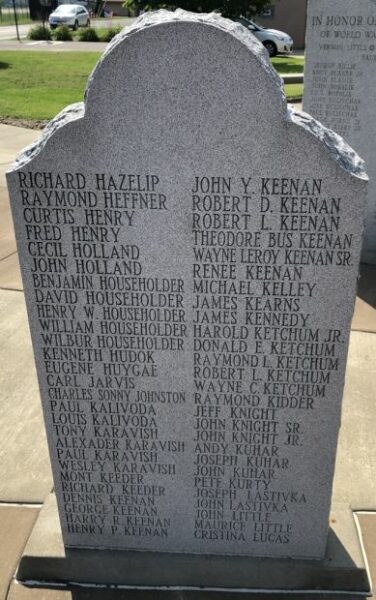 RICHARD HAZELIP
RAYMOND HEFFNER
CURTIS HENRY
FRED HENRY
CECIL HOLLAND
JOHN HOLLAND
BENJAMIN HOUSEHOLDER
DAVID HOUSEHOLDER
HENRY W. HOUSEHOLDER
WILLIAM HOUSEHOLDER
WILBUR HOUSEHOLDER
KENNETH HUDOK
EUGENE HUYGAE
CARL JARVIS
CHARLES SONNY JOHNSTON
PAUL KALIVODA
LOUIS KALIVODA
TONY KARAVISH
ALEXADER KARAVISH
PAUL KARAVISH
WESLEY KARAVISH
MONT KEEDER
RICHARD KEEDER
DENNIS KEENAN
GEORGE KEENAN
HARRY R. KEENAN
HENRY P. KEENAN
JOHN Y. KEENAN
ROBERT D. KEENAN
ROBERT L. KEENAN
THEODORE BUS KEENAN
WAYNE LEROY KEENAN SR.
RENEE KEENAN
MICHAEL KELLEY
JAMES KEARNS
JAMES KENNEDY
HAROLD KETCHUM JR.
DONALD E. KETCHUM
RAYMOND L. KETCHUM
ROBERT L. KETCHUM
WAYNE C. KETCHUM
RAYMOND KIDDER
JEFF KNIGHT
JOHN KNIGHT SR.
JOHN KNIGHT JR.
ANDY KUHAR
JOSEPH KUHAR
JOHN KUHAR
PETE KURTY
JOSEPH LASTIVKA
JOHN LASTIVKA
JOHN LITTLE
MAURICE LITTLE
CRISTINA LUCAS
IN HONOR OF
OF WORLD WA